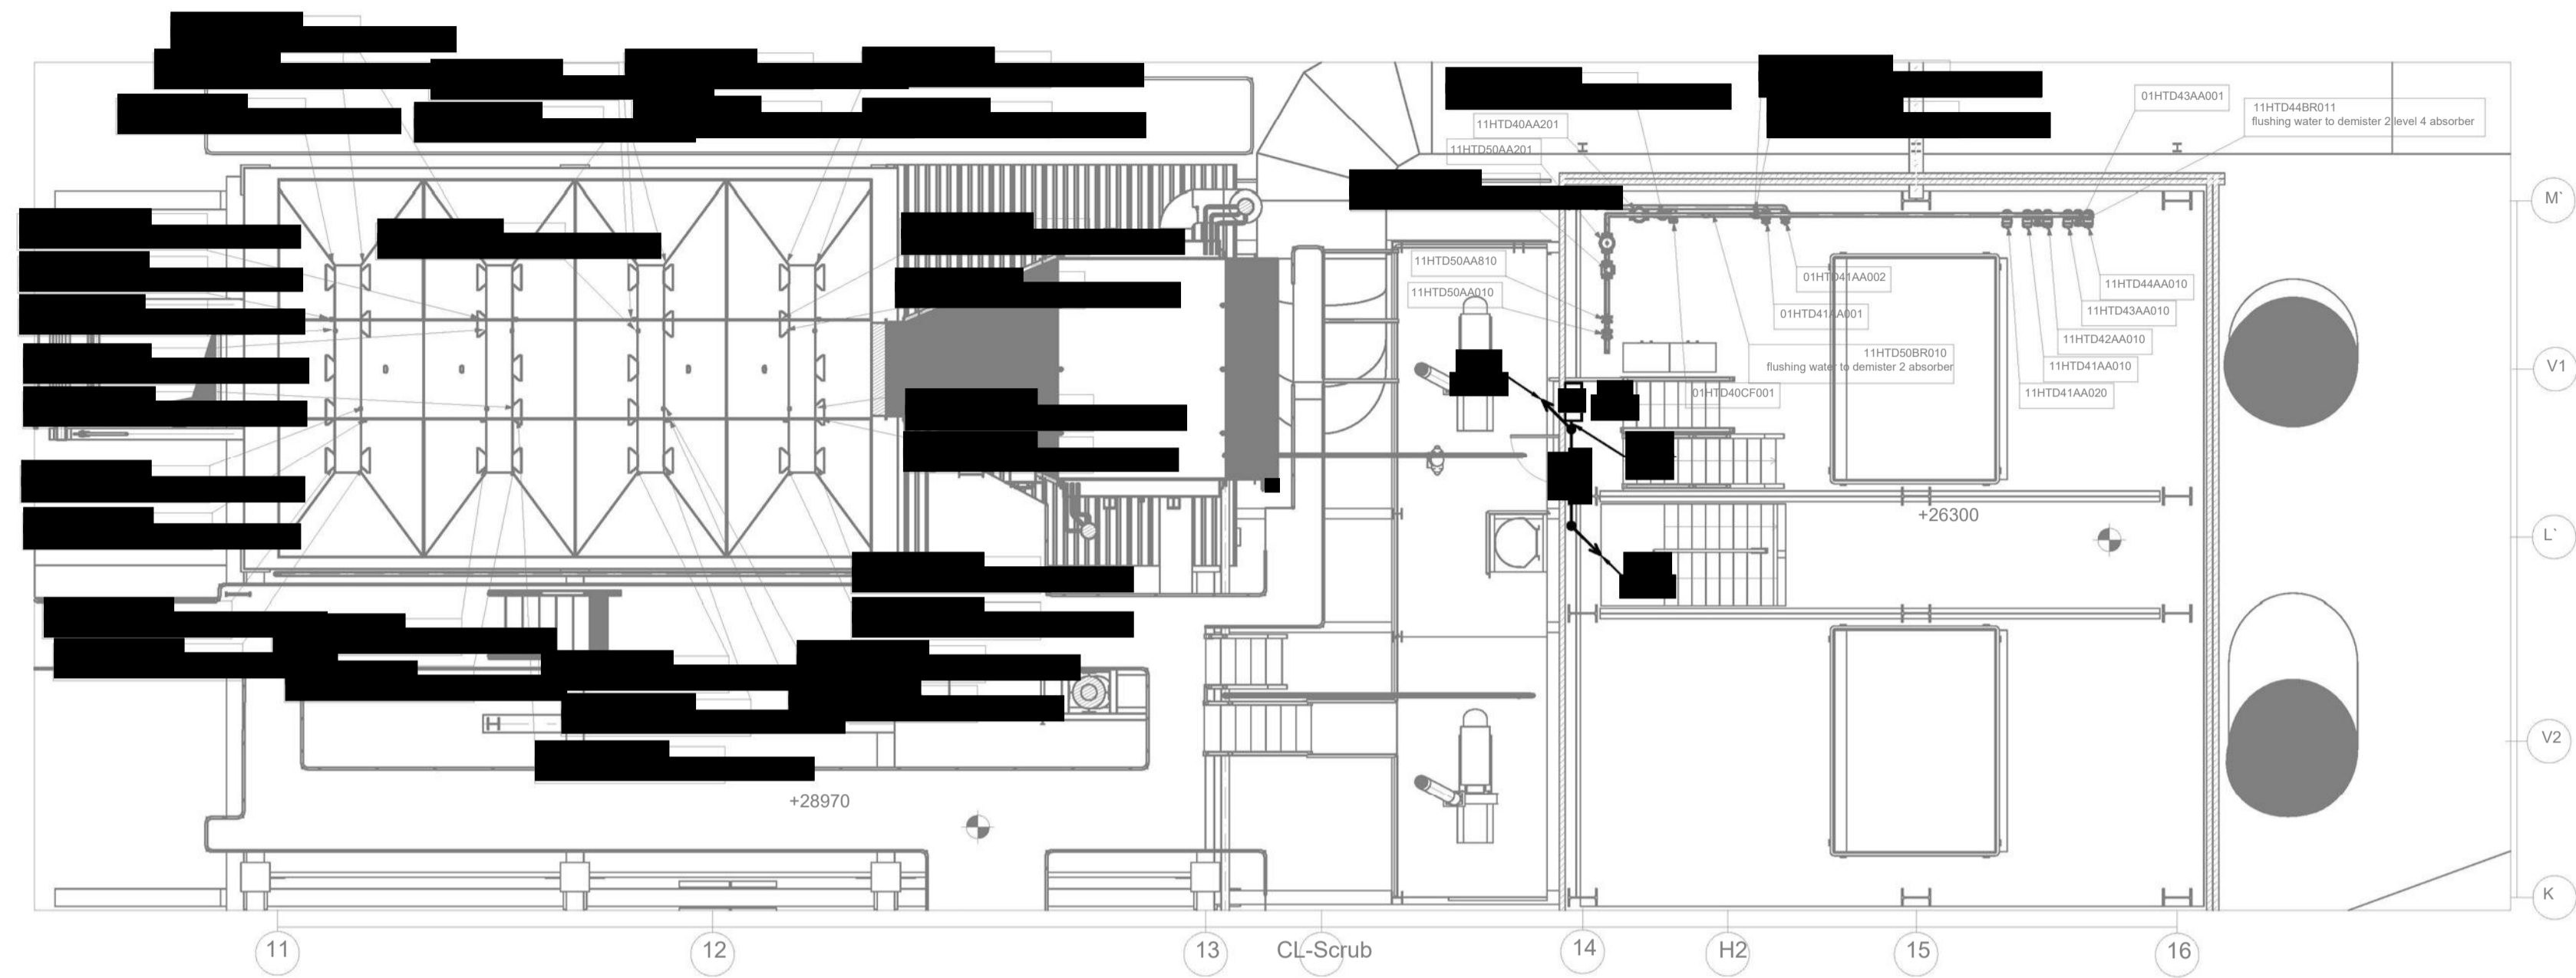 01HTD43AA001
11HTD44BR011
flushing water to demister 2 level 4 absorber
11HTD40AA201
11HTD50AA201
M`
11HTD50AA810
01HTD41AA002
11HTD44AA010
11HTD50AA010
01HTD41AA001
11HTD43AA010
11HTD42AA010
11HTD50BR010
flushing water to demister 2 absorber
11HTD41AA010
V1
01HTD40CF001
11HTD41AA020
+26300
L`
V2
+28970
K
11
12
13
CL-Scrub
14
H2
15
16